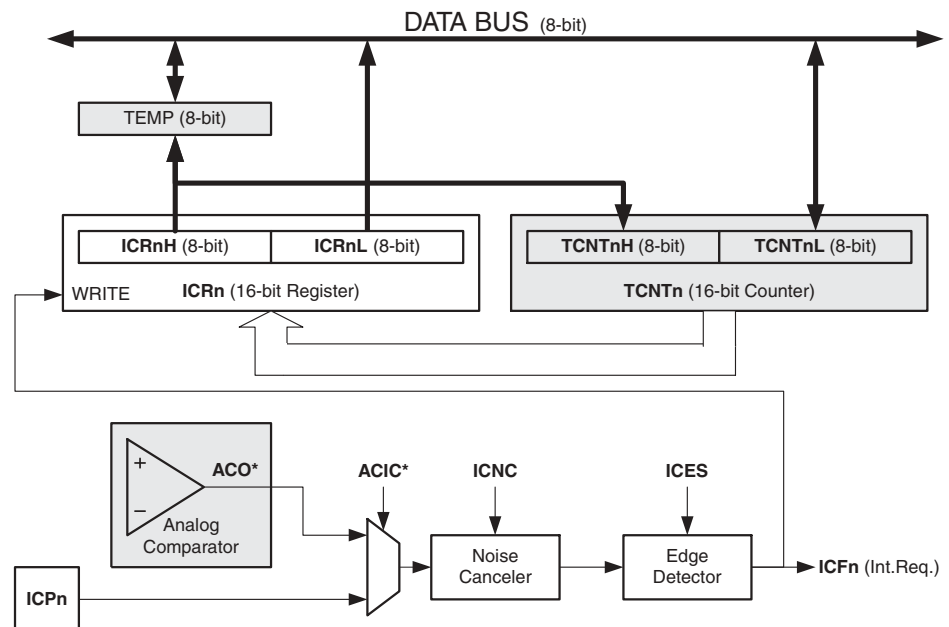 DATA BUS (8-bit)
TEMP (8-bit)
ICRnH (8-bit) ICRnL (8-bit) TCNTnH (8-bit) TCNTnL (8-bit)
WRITE ICRn (16-bit Register) TCNTn (16-bit Counter)
+ ACO* ACIC* ICNC ICES
−
Analog
Comparator
Noise
Canceler
Edge
Detector
ICFn (Int.Req.)
ICPn